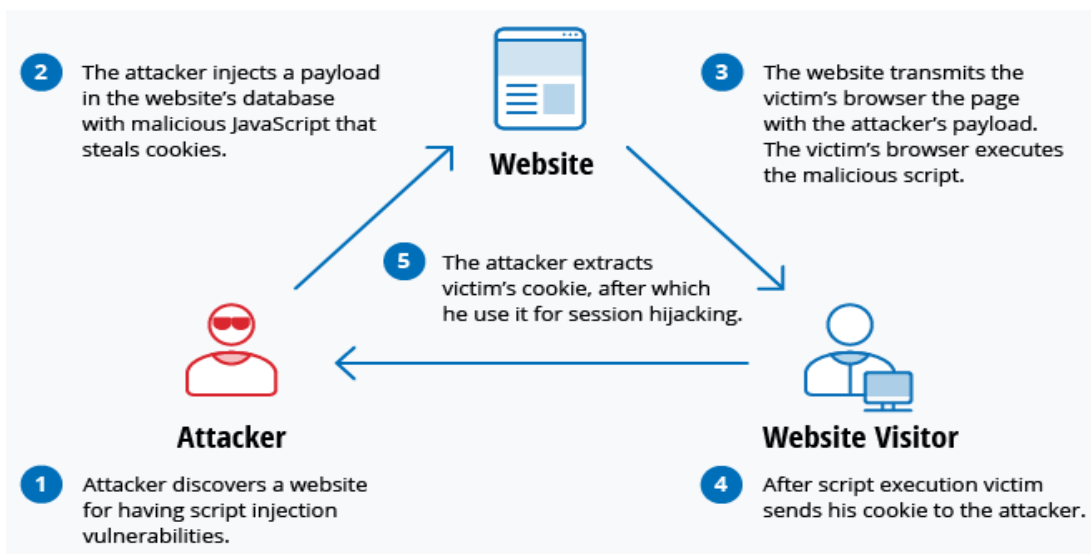 2
The attacker injects a payload
in the website's database
with malicious JavaScript that
steals cookies.
Website
3
The website transmits the
victim's browser the page
with the attacker's payload.
The victim's browser executes
the malicious script.
5
The attacker extracts
victim's cookie, after which
he use it for session hijacking.
Attacker
1
Attacker discovers a website
for having script injection
vulnerabilities.
Website Visitor
4
After script execution victim
sends his cookie to the attacker.